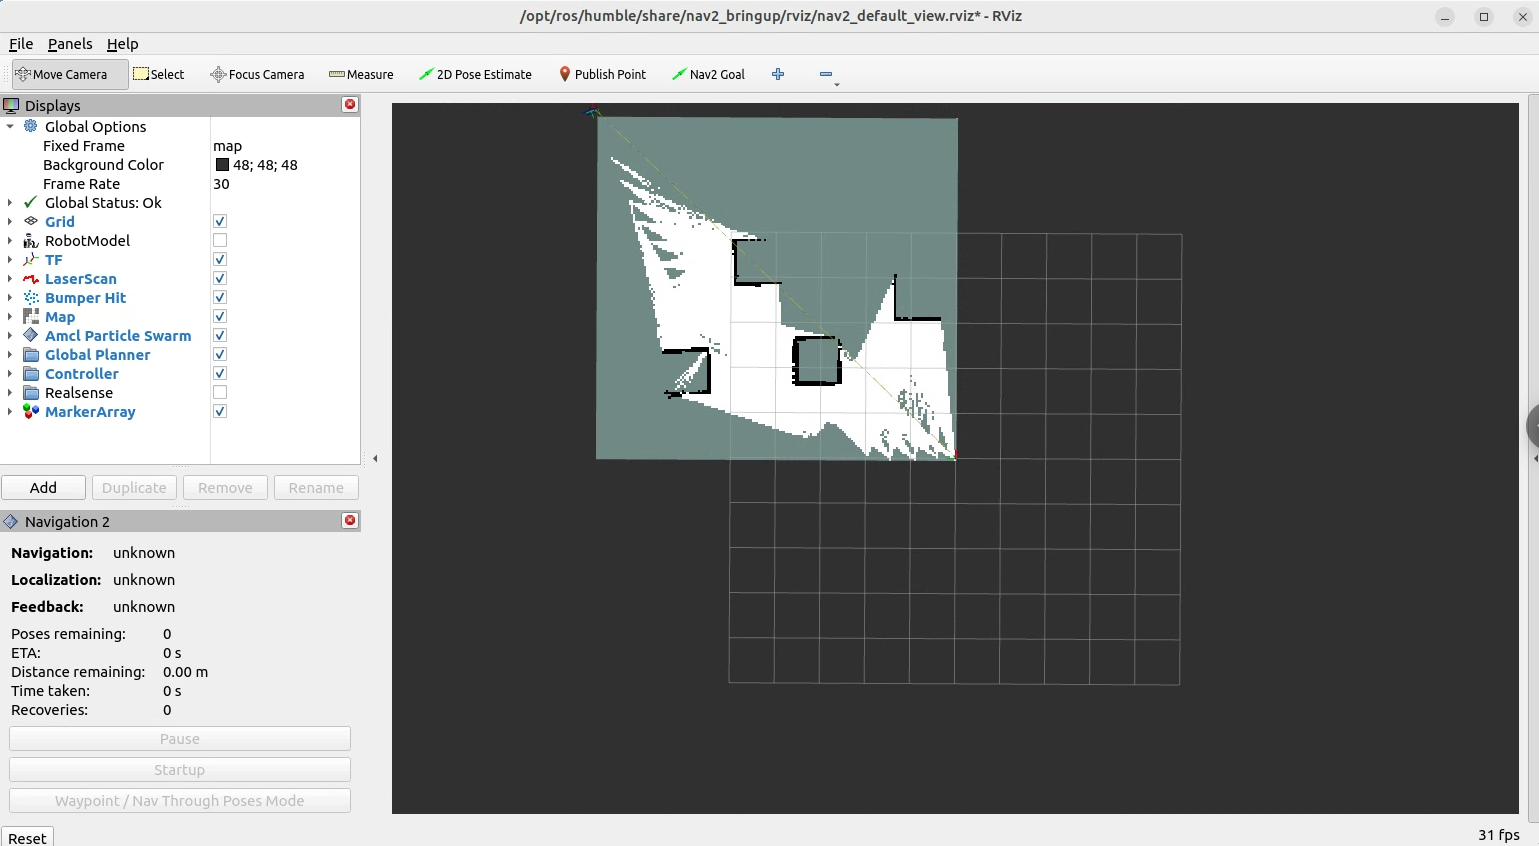 /opt/ros/humble/share/nav2_bringup/rviz/nav2_default_view.rviz* - RViz
File Panels Help
Move Camera Select Focus Camera Measure 2D Pose Estimate Publish Point Nav2 Goal
Displays
Global Options
Fixed Frame map
Background Color 48; 48; 48
Frame Rate 30
Global Status: Ok
Grid
RobotModel
TF
LaserScan
Bumper Hit
Map
Amcl Particle Swarm
Global Planner
Controller
Realsense
MarkerArray
Add Duplicate Remove Rename
Navigation 2
Navigation: unknown
Localization: unknown
Feedback: unknown
Poses remaining: 0
ETA: 0 s
Distance remaining: 0.00 m
Time taken: 0 s
Recoveries: 0
Pause
Startup
Waypoint / Nav Through Poses Mode
Reset 31 fps